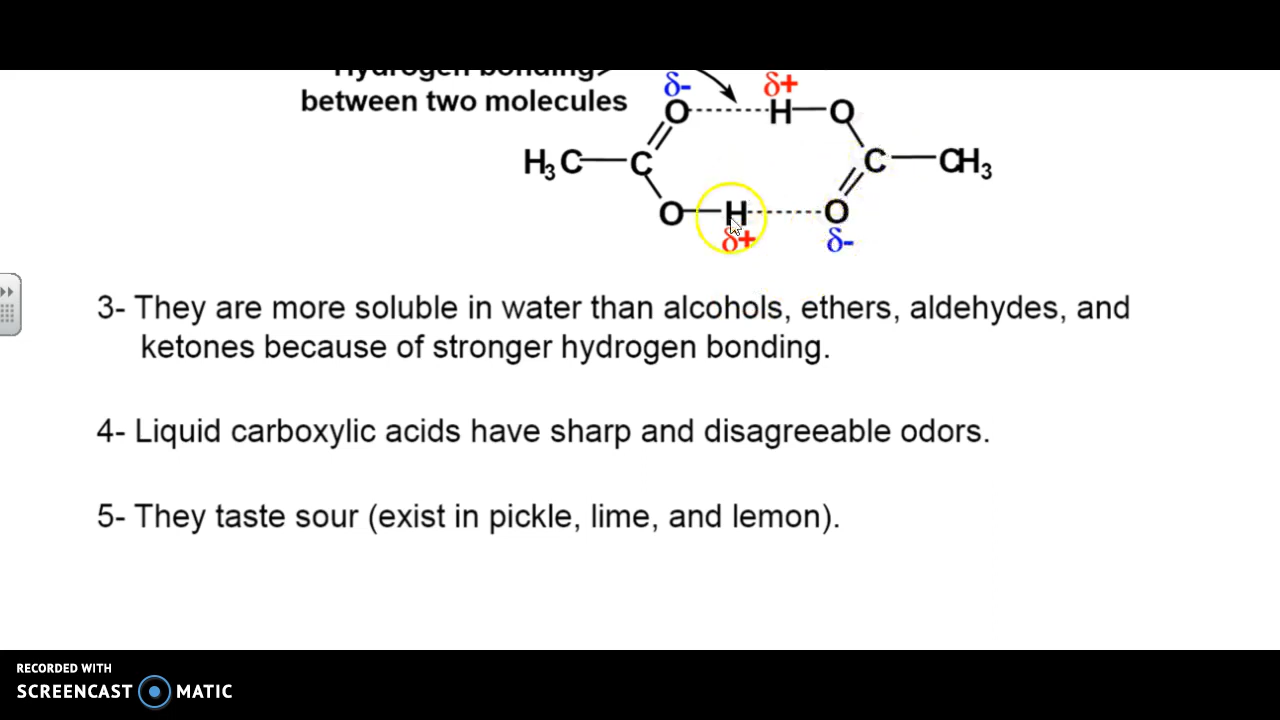 Hydrogen bonding
between two molecules
δ- δ+
O H O
H3C C C CH3
O H O
δ+ δ-
3- They are more soluble in water than alcohols, ethers, aldehydes, and
ketones because of stronger hydrogen bonding.
4- Liquid carboxylic acids have sharp and disagreeable odors.
5- They taste sour (exist in pickle, lime, and lemon).
RECORDED WITH
SCREENCAST MATIC